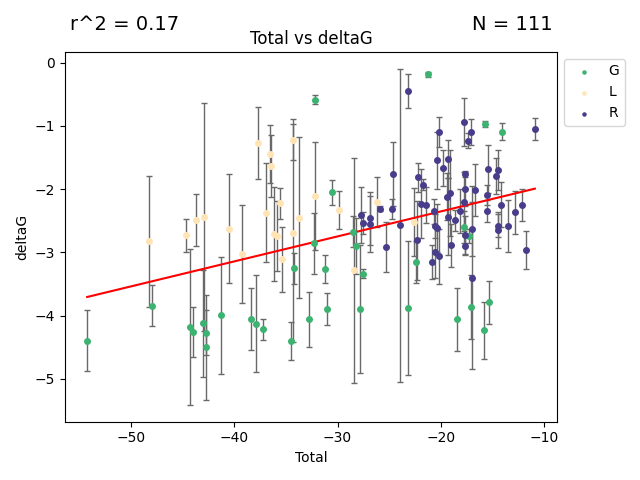 r^2 = 0.17
N = 111
Total vs deltaG
G
L
R
0
−1
−2
−3
−4
−5
deltaG
−50
−40
−30
−20
−10
Total